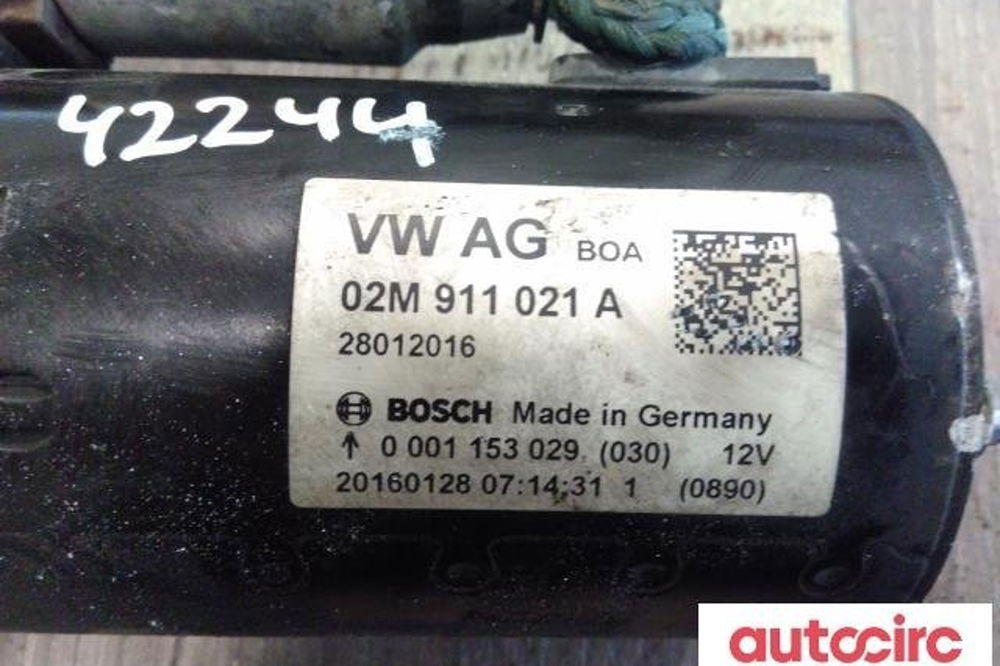 42244
VW AG BOA
02M 911 021 A
28012016
BOSCH Made in Germany
↑ 0 001 153 029 (030) 12V
20160128 07:14:31 1 (0890)
autocirc